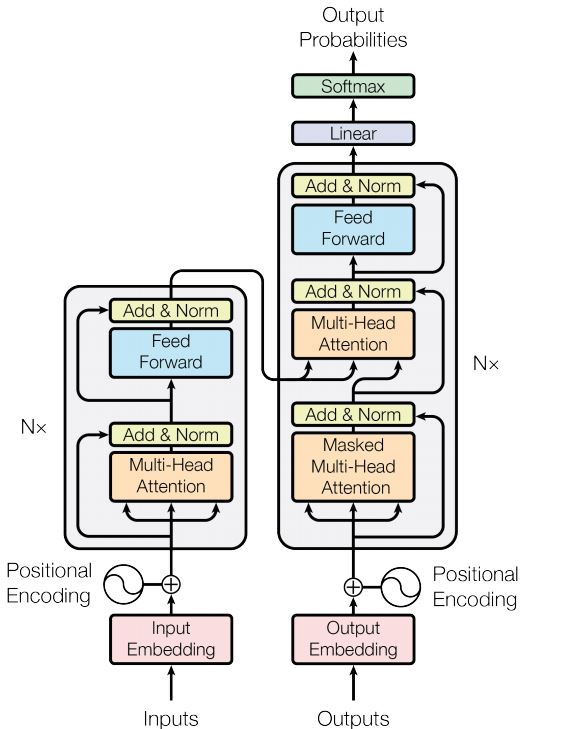 Output
Probabilities
Softmax
Linear
Add & Norm
Feed
Forward
Add & Norm
Multi-Head
Attention
Add & Norm
Masked
Multi-Head
Attention
Nx
Add & Norm
Feed
Forward
Add & Norm
Multi-Head
Attention
N×
Positional
Encoding
Positional
Encoding
Input
Embedding
Output
Embedding
Inputs
Outputs